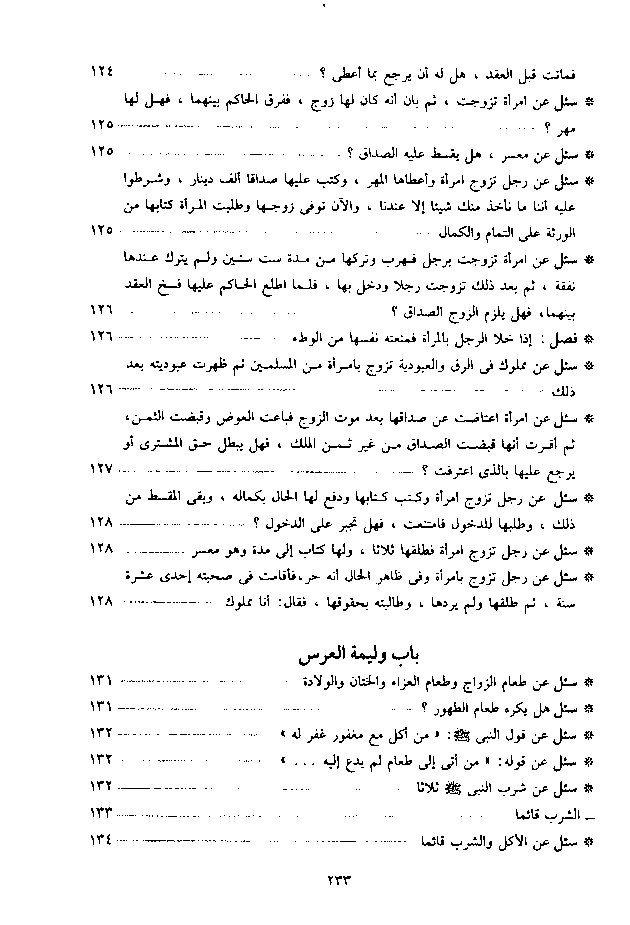 فماتت قبل العقد ، هل له أن يرجع بما أعطى ؟ ١٢٤
* سئل عن امرأة تزوجت ، ثم بان أنه كان لها زوج ، ففرق الحاكم بينهما ، فهل لها
مهر ؟ ١٢٥
* سئل عن معسر ، هل يقسط عليه الصداق ؟ ١٢٥
* سئل عن رجل تزوج امرأة وأعطاها المهر ، وكتب عليها صداقا ألف دينار ، وشرطوا
عليه أننا ما نأخذ منك شيئا إلا عندنا ، والآن توفى زوجها وطلبت المرأة كتابها من
الورثة على التمام والكمال ١٢٥
* سئل عن امرأة تزوجت برجل فهرب وتركها من مدة ست سنين ولم يترك عندها
نفقة ، ثم بعد ذلك تزوجت رجلا ودخل بها ، فلما اطلع الحاكم عليها فسخ العقد
بينهما، فهل يلزم الزوج الصداق ؟ ١٢٦
* فصل : إذا خلا الرجل بالمرأة فمنعته نفسها من الوطء ١٢٦
* سئل عن مملوك فى الرق والعبودية تزوج بامرأة من المسلمين ثم ظهرت عبوديته بعد
ذلك ١٢٦
* سئل عن امرأة اعتاضت عن صداقها بعد موت الزوج فباعت العوض وقبضت الثمن،
ثم أقرت أنها قبضت الصداق من غير ثمن الملك ، فهل يبطل حق المشترى أو
يرجع عليها بالذى اعترفت ؟ ١٢٧
* سئل عن رجل تزوج امرأة وكتب كتابها ودفع لها الحال بكماله ، وبقى المقسط من
ذلك ، وطلبها للدخول فامتنعت ، فهل تجبر على الدخول ؟ ١٢٨
* سئل عن رجل تزوج امرأة فطلقها ثلاثا ، ولها كتاب إلى مدة وهو معسر ١٢٨
* سئل عن رجل تزوج بامرأة وفى ظاهر الحال أنه حر،فأقامت فى صحبته إحدى عشرة
سنة ، ثم طلقها ولم يردها ، وطالبته بحقوقها ، فقال: أنا مملوك ١٢٨
باب وليمة العرس
* سئل عن طعام الزواج وطعام العزاء والختان والولادة ١٣١
* سئل هل يكره طعام الطهور ؟ ١٣١
* سئل عن قول النبى ﷺ: « من أكل مع مغفور غفر له » ١٣٢
* سئل عن قوله: « من أتى إلى طعام لم يدع إليه ... » ١٣٢
* سئل عن شرب النبى ﷺ ثلاثا ١٣٢
_ الشرب قائما ١٣٣
* سئل عن الأكل والشرب قائما ١٣٤
٢٣٣